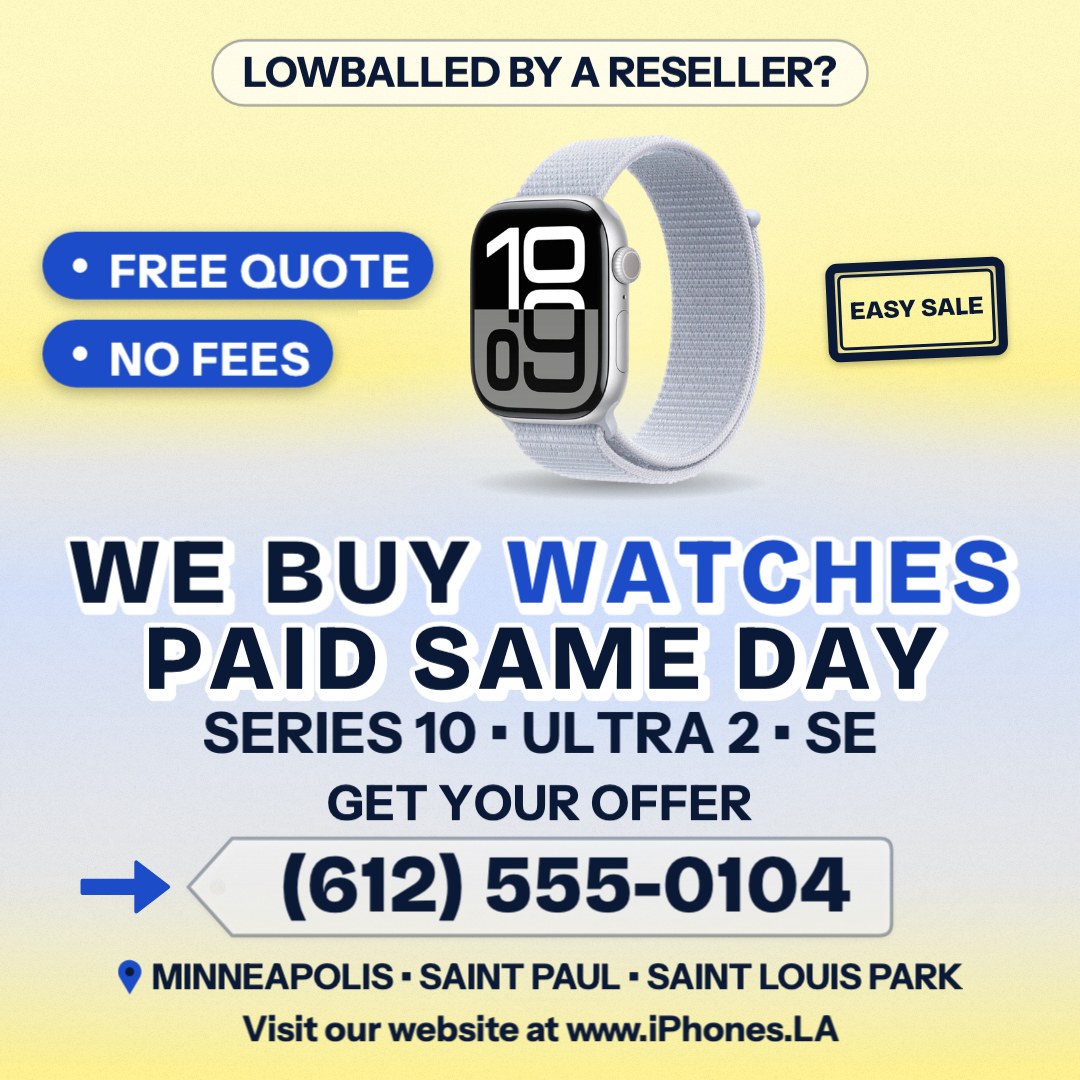 LOWBALLED BY A RESELLER?
• FREE QUOTE
• NO FEES
10
09
EASY SALE
WE BUY WATCHES
PAID SAME DAY
SERIES 10 ▪ ULTRA 2 ▪ SE
GET YOUR OFFER
(612) 555-0104
MINNEAPOLIS ▪ SAINT PAUL ▪ SAINT LOUIS PARK
Visit our website at www.iPhones.LA